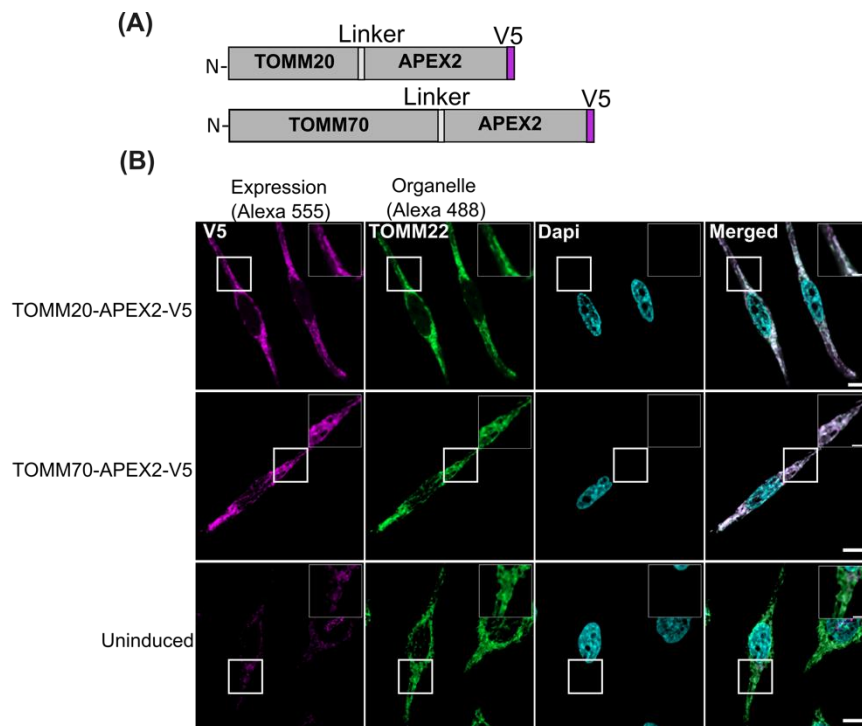 (A)
Linker
V5
N-
TOMM20
APEX2
Linker
V5
N-
TOMM70
APEX2
(B)
Expression
(Alexa 555)
Organelle
(Alexa 488)
V5
TOMM22
Dapi
Merged
TOMM20-APEX2-V5
TOMM70-APEX2-V5
Uninduced